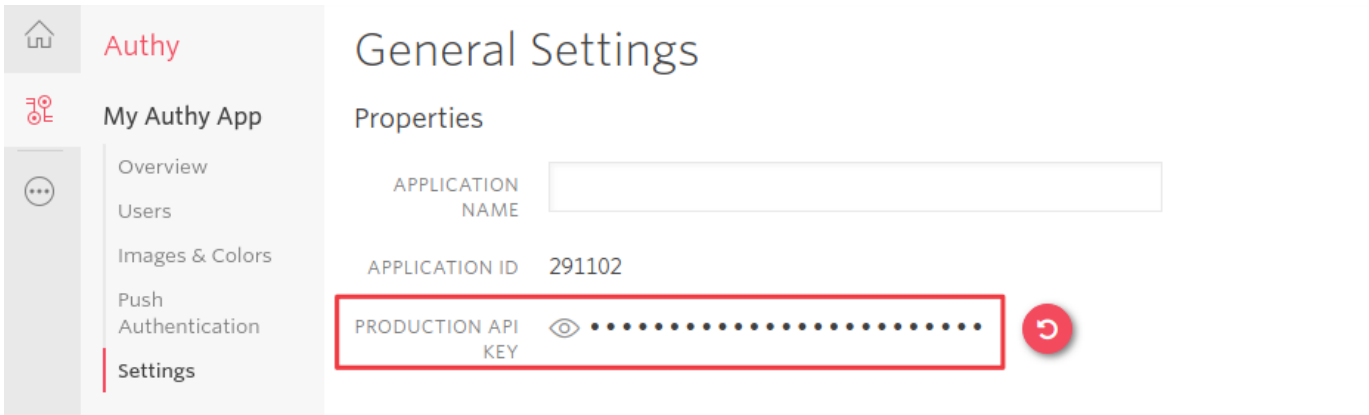 Authy
My Authy App
Overview
Users
Images & Colors
Push
Authentication
Settings
General Settings
Properties
APPLICATION
NAME
APPLICATION ID 291102
PRODUCTION API
KEY ••••••••••••••••••••••••••